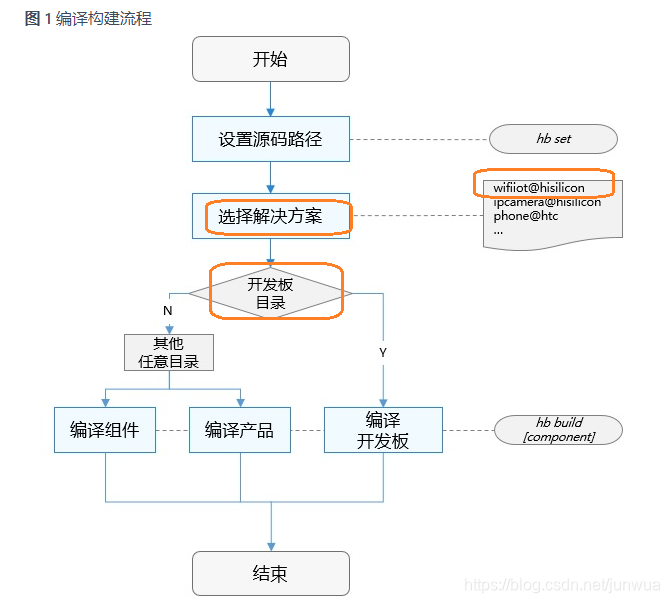 图 1 编译构建流程
开始
设置源码路径
hb set
选择解决方案
wifiiot@hisilicon
ipcamera@hisilicon
phone@htc
...
开发板
目录
N
Y
其他
任意目录
编译组件
编译产品
编译
开发板
hb build
[component]
结束
https://blog.csdn.net/junwua